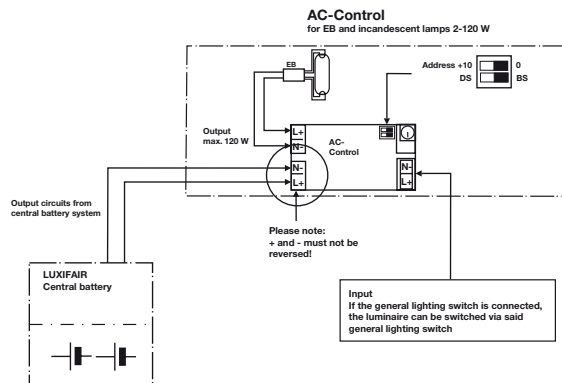 AC-Control
for EB and incandescent lamps 2-120 W
EB
Address +10
0
DS
BS
Output
max. 120 W
L+
N-
AC-
Control
N-
L+
N-
L+
Output circuits from
central battery system
Please note:
+ and - must not be
reversed!
LUXIFAIR
Central battery
Input
If the general lighting switch is connected,
the luminaire can be switched via said
general lighting switch